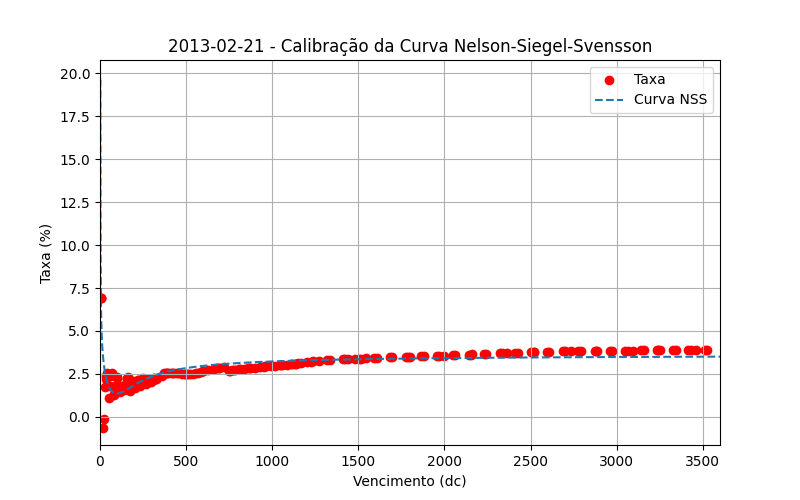 2013-02-21 - Calibração da Curva Nelson-Siegel-Svensson
Taxa
Curva NSS
Taxa (%)
20.0
17.5
15.0
12.5
10.0
7.5
5.0
2.5
0.0
0 500 1000 1500 2000 2500 3000 3500
Vencimento (dc)